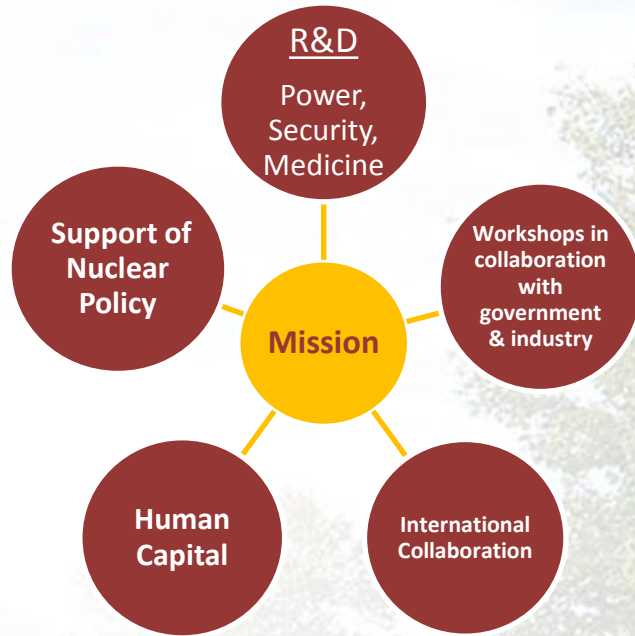 R&D
Power,
Security,
Medicine
Support of
Nuclear
Policy
Workshops in
collaboration
with
government
& industry
Mission
Human
Capital
International
Collaboration